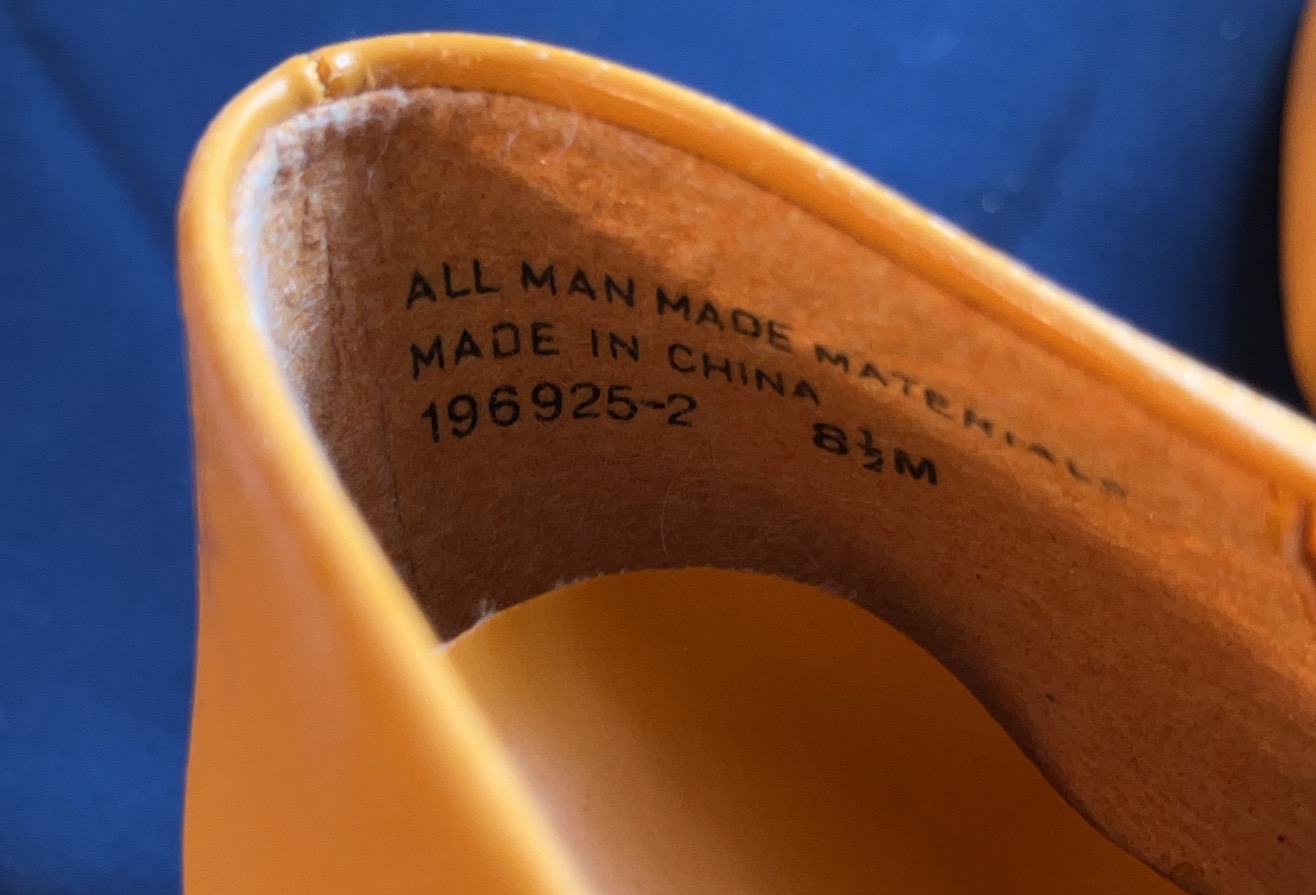 ALL MAN MADE MATERIALS
MADE IN CHINA
196925-2 8½M